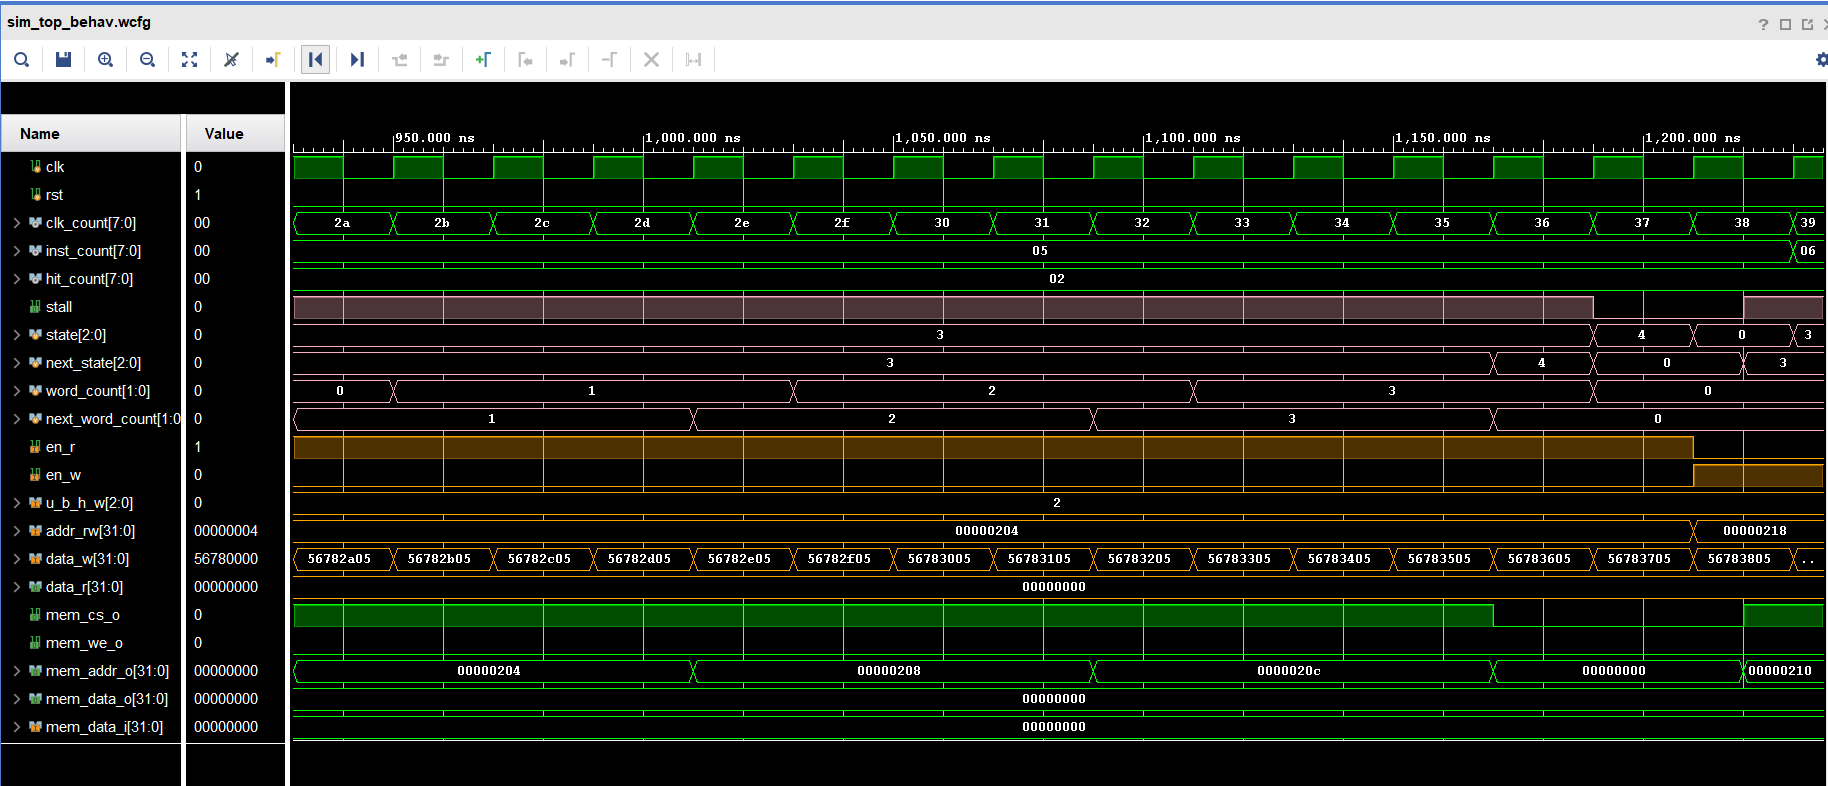 sim_top_behav.wcfg
?
950.000 ns 1,000.000 ns 1,050.000 ns 1,100.000 ns 1,150.000 ns 1,200.000 ns
Name Value
clk 0
rst 1
clk_count[7:0] 00 2a 2b 2c 2d 2e 2f 30 31 32 33 34 35 36 37 38 39
inst_count[7:0] 00 05 06
hit_count[7:0] 00 02
stall 0
state[2:0] 0 3 4 0 3
next_state[2:0] 0 3 4 0 3
word_count[1:0] 0 0 1 2 3 0
next_word_count[1:0 0 1 2 3 0
en_r 1
en_w 0
u_b_h_w[2:0] 0 2
addr_rw[31:0] 00000004 00000204 00000218
data_w[31:0] 56780000 56782a05 56782b05 56782c05 56782d05 56782e05 56782f05 56783005 56783105 56783205 56783305 56783405 56783505 56783605 56783705 56783805 ..
data_r[31:0] 00000000 00000000
mem_cs_o 0
mem_we_o 0
mem_addr_o[31:0] 00000000 00000204 00000208 0000020c 00000000 00000210
mem_data_o[31:0] 00000000 00000000
mem_data_i[31:0] 00000000 00000000